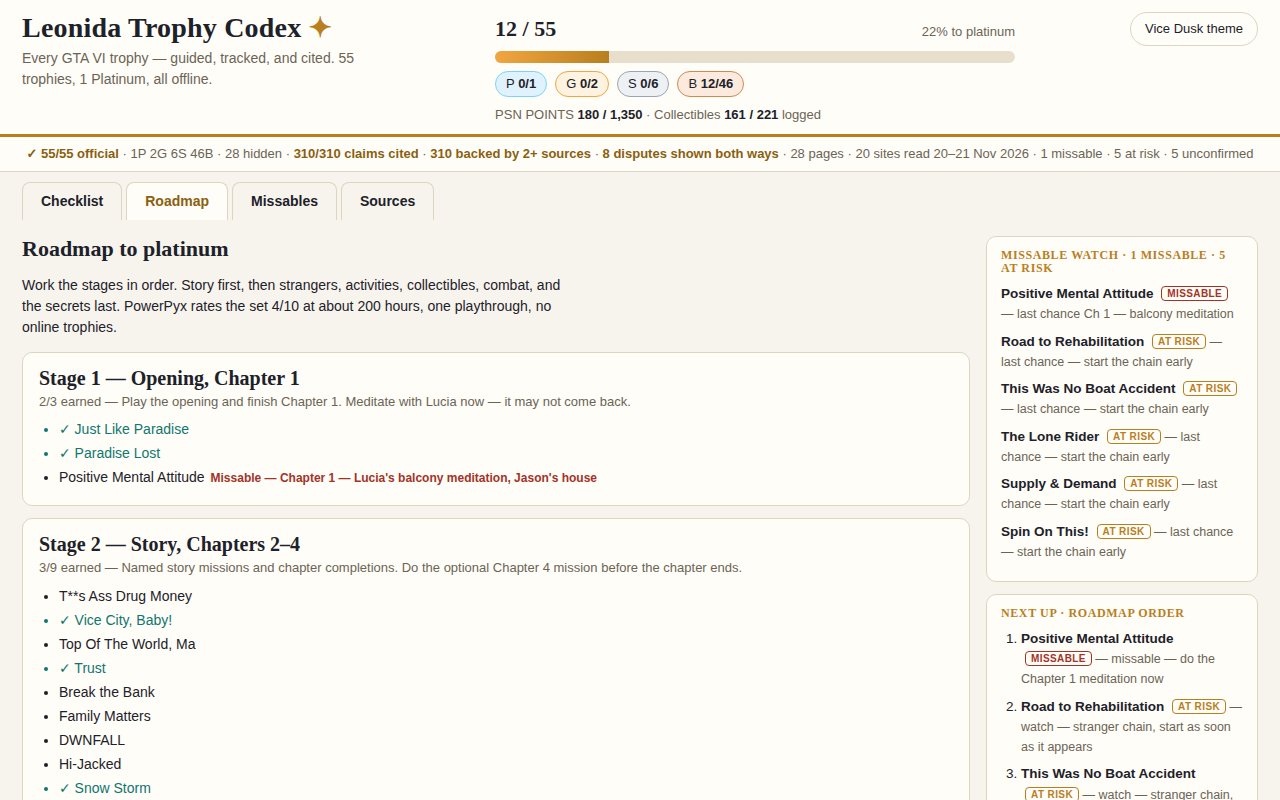 Leonida Trophy Codex ✦
Every GTA VI trophy — guided, tracked, and cited. 55
trophies, 1 Platinum, all offline.
12 / 55
22% to platinum
P 0/1 G 0/2 S 0/6 B 12/46
PSN POINTS 180 / 1,350 · Collectibles 161 / 221 logged
Vice Dusk theme
✓ 55/55 official · 1P 2G 6S 46B · 28 hidden · 310/310 claims cited · 310 backed by 2+ sources · 8 disputes shown both ways · 28 pages · 20 sites read 20–21 Nov 2026 · 1 missable · 5 at risk · 5 unconfirmed
Checklist Roadmap Missables Sources
Roadmap to platinum
Work the stages in order. Story first, then strangers, activities, collectibles, combat, and
the secrets last. PowerPyx rates the set 4/10 at about 200 hours, one playthrough, no
online trophies.
Stage 1 — Opening, Chapter 1
2/3 earned — Play the opening and finish Chapter 1. Meditate with Lucia now — it may not come back.
• ✓ Just Like Paradise
• ✓ Paradise Lost
• Positive Mental Attitude Missable — Chapter 1 — Lucia's balcony meditation, Jason's house
Stage 2 — Story, Chapters 2–4
3/9 earned — Named story missions and chapter completions. Do the optional Chapter 4 mission before the chapter ends.
• T**s Ass Drug Money
• ✓ Vice City, Baby!
• Top Of The World, Ma
• ✓ Trust
• Break the Bank
• Family Matters
• DWNFALL
• Hi-Jacked
• ✓ Snow Storm
MISSABLE WATCH · 1 MISSABLE · 5
AT RISK
Positive Mental Attitude MISSABLE
— last chance Ch 1 — balcony meditation
Road to Rehabilitation AT RISK —
last chance — start the chain early
This Was No Boat Accident AT RISK
— last chance — start the chain early
The Lone Rider AT RISK — last
chance — start the chain early
Supply & Demand AT RISK — last
chance — start the chain early
Spin On This! AT RISK — last chance
— start the chain early
NEXT UP · ROADMAP ORDER
1. Positive Mental Attitude
MISSABLE — missable — do the
Chapter 1 meditation now
2. Road to Rehabilitation AT RISK —
watch — stranger chain, start as soon
as it appears
3. This Was No Boat Accident
AT RISK — watch — stranger chain,